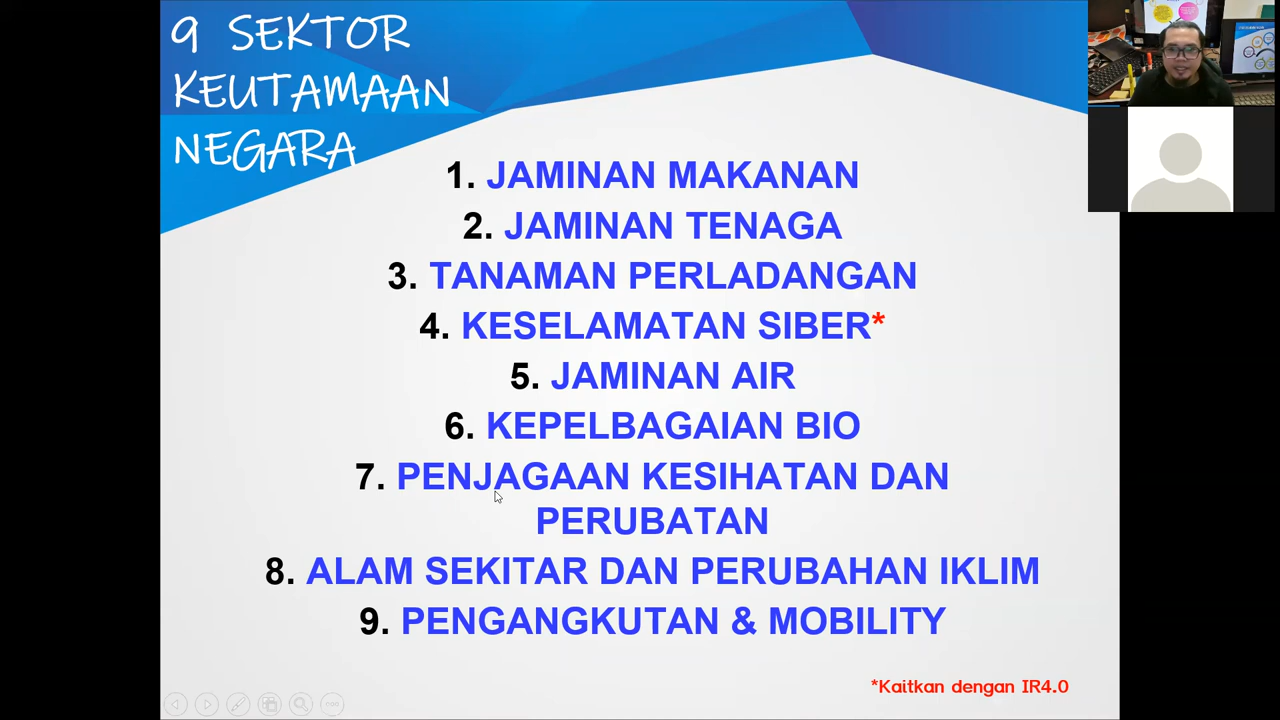 9 SEKTOR
KEUTAMAAN
NEGARA
1. JAMINAN MAKANAN
2. JAMINAN TENAGA
3. TANAMAN PERLADANGAN
4. KESELAMATAN SIBER*
5. JAMINAN AIR
6. KEPELBAGAIAN BIO
7. PENJAGAAN KESIHATAN DAN
PERUBATAN
8. ALAM SEKITAR DAN PERUBAHAN IKLIM
9. PENGANGKUTAN & MOBILITY
*Kaitkan dengan IR4.0